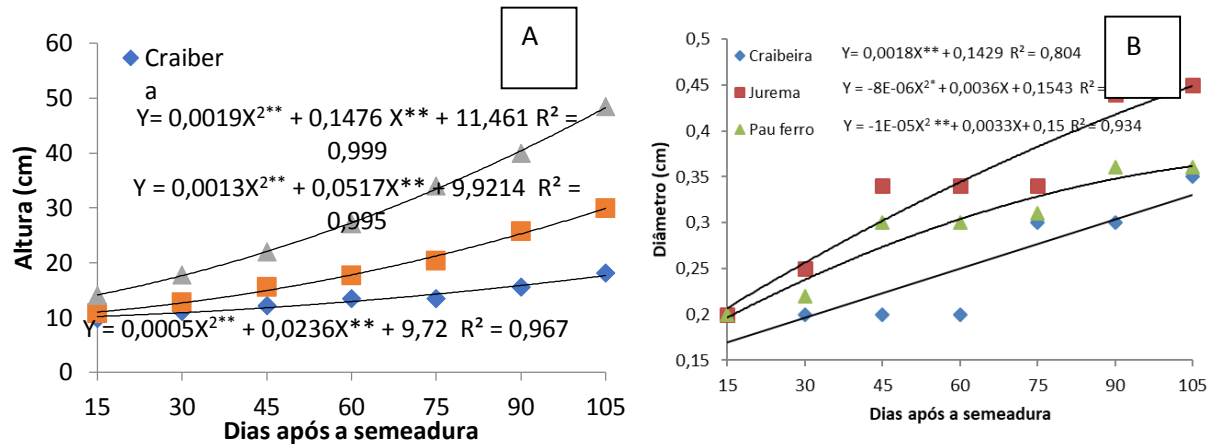 A
Altura (cm)
60
50
40
30
20
10
0
Craiber
a
Y= 0,0019X²** + 0,1476 X** + 11,461 R² =
0,999
Y = 0,0013X²** + 0,0517X** + 9,9214 R² =
0,995
Y = 0,0005X²** + 0,0236X** + 9,72 R² = 0,967
15 30 45 60 75 90 105
Dias após a semeadura
B
Diâmetro (cm)
0,5
0,45
0,4
0,35
0,3
0,25
0,2
0,15
Craibeira
Jurema
Pau ferro
Y= 0,0018X** + 0,1429 R² = 0,804
Y = -8E-06X²* + 0,0036X + 0,1543 R² =
Y = -1E-05X² **+ 0,0033X+ 0,15 R² = 0,934
15 30 45 60 75 90 105
Dias após a semeadura